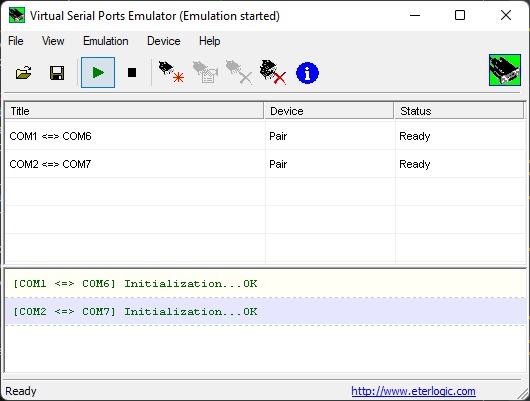 Virtual Serial Ports Emulator (Emulation started)
File View Emulation Device Help
Title Device Status
COM1 <=> COM6 Pair Ready
COM2 <=> COM7 Pair Ready
[COM1 <=> COM6] Initialization...OK
[COM2 <=> COM7] Initialization...OK
Ready http://www.eterlogic.com